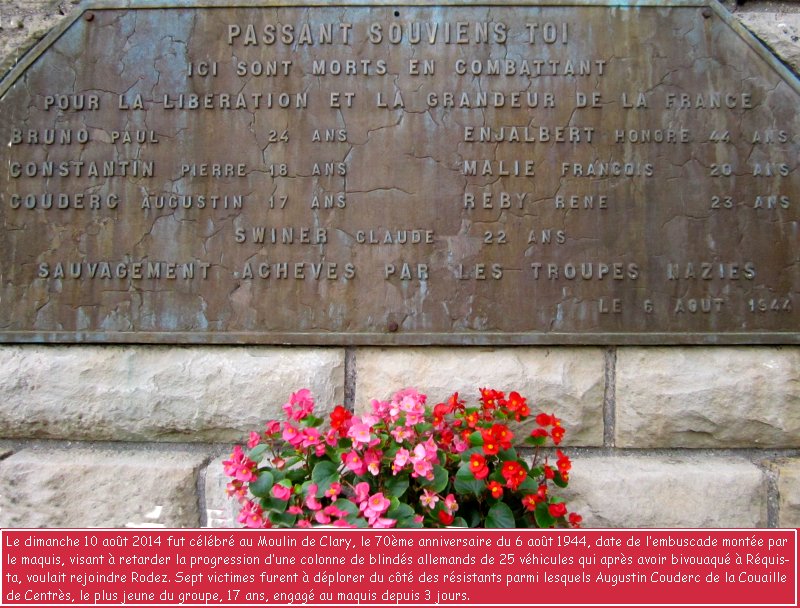 PASSANT SOUVIENS TOI
ICI SONT MORTS EN COMBATTANT
POUR LA LIBERATION ET LA GRANDEUR DE LA FRANCE
BRUNO PAUL 24 ANS ENJALBERT HONORE 44 ANS
CONSTANTIN PIERRE 18 ANS MALIE FRANCOIS 20 ANS
COUDERC AUGUSTIN 17 ANS REBY RENE 23 ANS
SWINER CLAUDE 22 ANS
SAUVAGEMENT ACHEVES PAR LES TROUPES NAZIES
LE 6 AOUT 1944
Le dimanche 10 août 2014 fut célébré au Moulin de Clary, le 70ème anniversaire du 6 août 1944, date de l'embuscade montée par
le maquis, visant à retarder la progression d'une colonne de blindés allemands de 25 véhicules qui après avoir bivouaqué à Réquis-
ta, voulait rejoindre Rodez. Sept victimes furent à déplorer du côté des résistants parmi lesquels Augustin Couderc de la Couaille
de Centrès, le plus jeune du groupe, 17 ans, engagé au maquis depuis 3 jours.